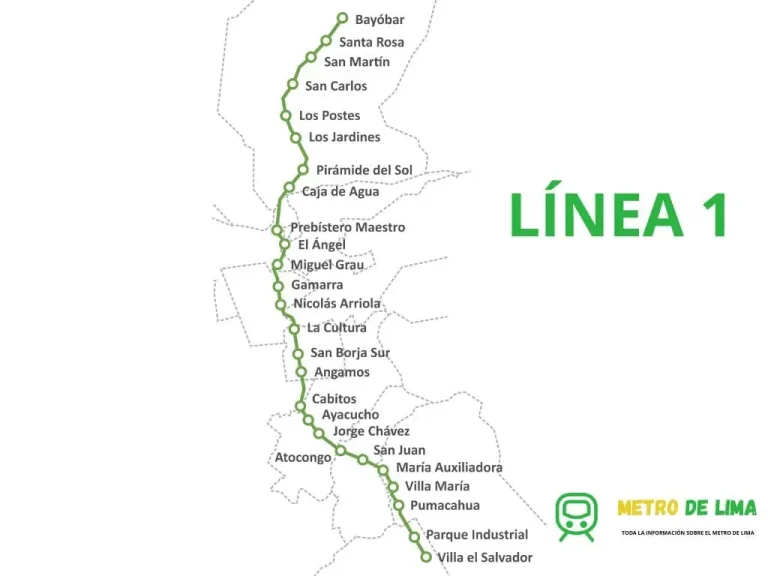 Bayóbar
Santa Rosa
San Martín
San Carlos
Los Postes
Los Jardines
Pirámide del Sol
Caja de Agua
LÍNEA 1
Prebístero Maestro
El Ángel
Miguel Grau
Gamarra
Nicolás Arriola
La Cultura
San Borja Sur
Angamos
Cabitos
Ayacucho
Jorge Chávez
Atocongo
San Juan
María Auxiliadora
Villa María
Pumacahua
Parque Industrial
Villa el Salvador
METRO DE LIMA
TODA LA INFORMACIÓN SOBRE EL METRO DE LIMA